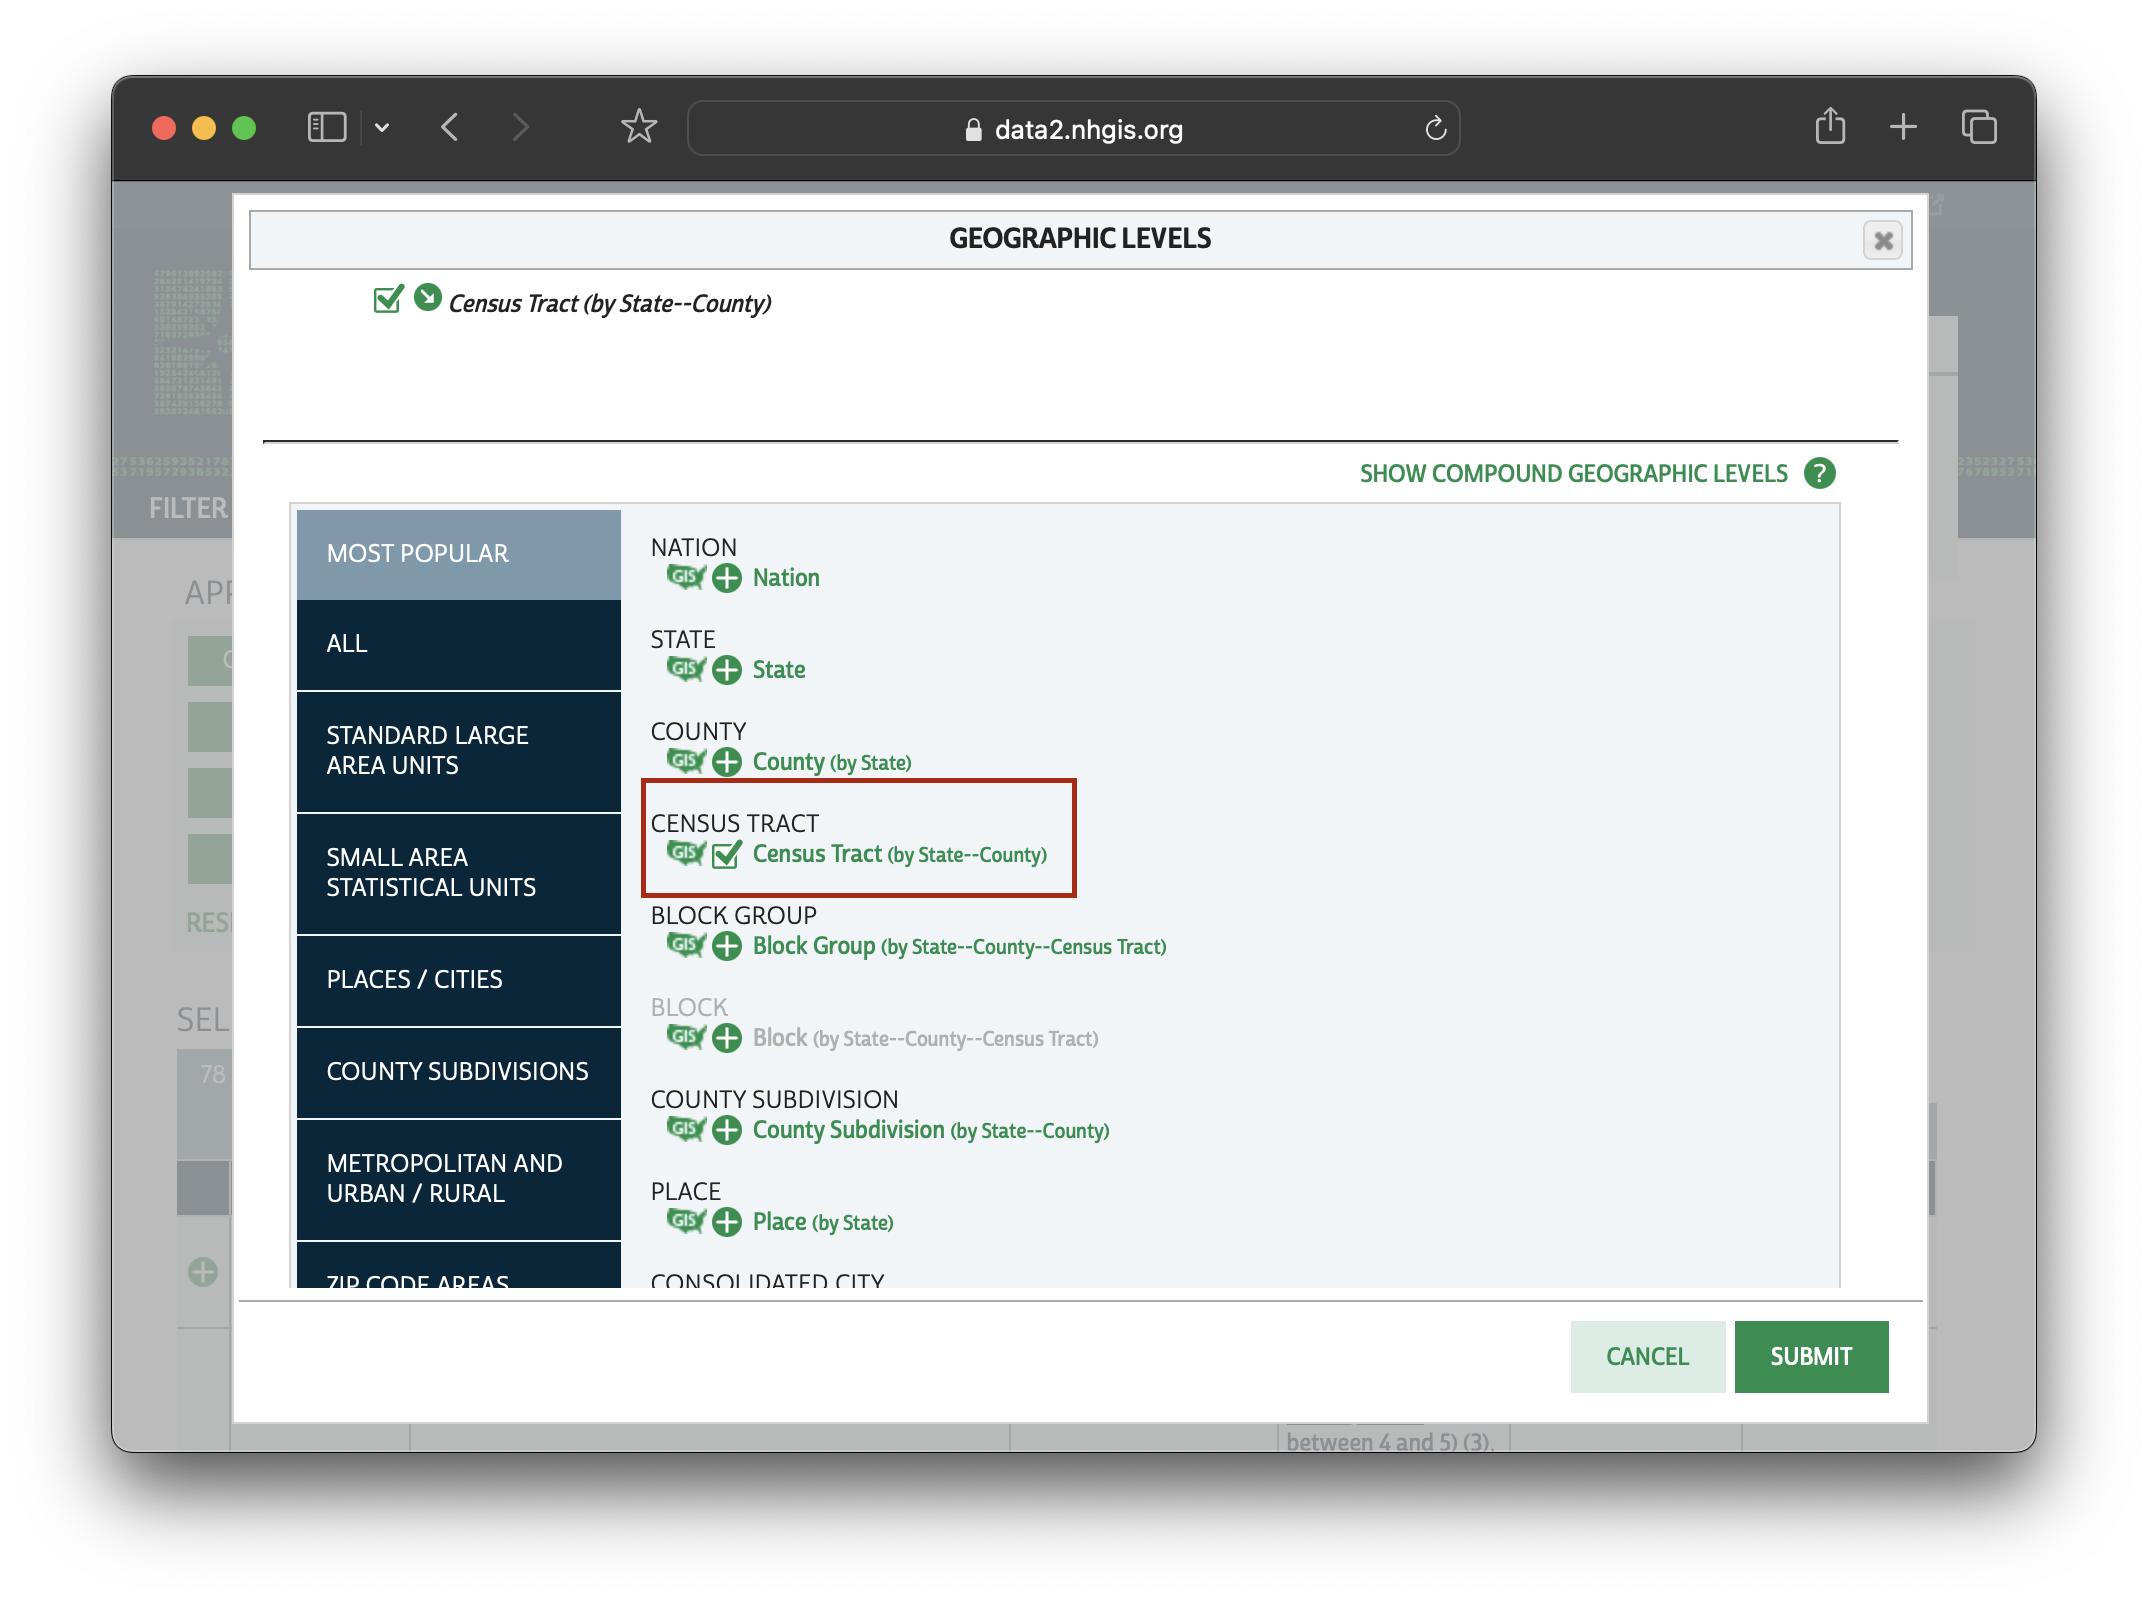 data2.nhgis.org
GEOGRAPHIC LEVELS
Census Tract (by State--County)
SHOW COMPOUND GEOGRAPHIC LEVELS ?
FILTER
MOST POPULAR
ALL
STANDARD LARGE
AREA UNITS
SMALL AREA
STATISTICAL UNITS
PLACES / CITIES
COUNTY SUBDIVISIONS
METROPOLITAN AND
URBAN / RURAL
ZIP CODE AREAS
NATION
GIS Nation
STATE
GIS State
COUNTY
GIS County (by State)
CENSUS TRACT
GIS Census Tract (by State--County)
BLOCK GROUP
GIS Block Group (by State--County--Census Tract)
BLOCK
GIS Block (by State--County--Census Tract)
COUNTY SUBDIVISION
GIS County Subdivision (by State--County)
PLACE
GIS Place (by State)
CONSOLIDATED CITY
SEL
78
CANCEL
SUBMIT
between 4 and 5) (3),